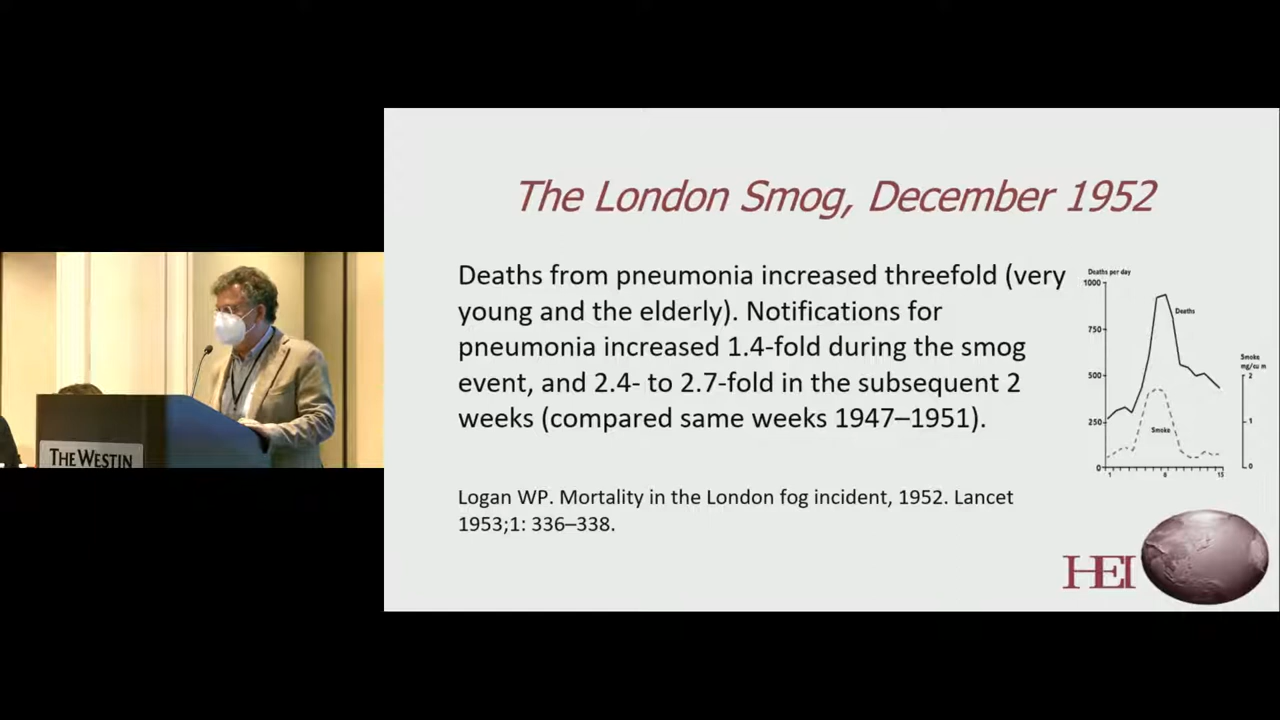 The London Smog, December 1952
Deaths from pneumonia increased threefold (very
young and the elderly). Notifications for
pneumonia increased 1.4-fold during the smog
event, and 2.4- to 2.7-fold in the subsequent 2
weeks (compared same weeks 1947–1951).
Logan WP. Mortality in the London fog incident, 1952. Lancet
1953;1: 336–338.
Deaths per day
1000
750
500
250
0
Deaths
Smoke
Smoke
mg/cu m
2
1
0
1
8
15
HEI
THE WESTIN